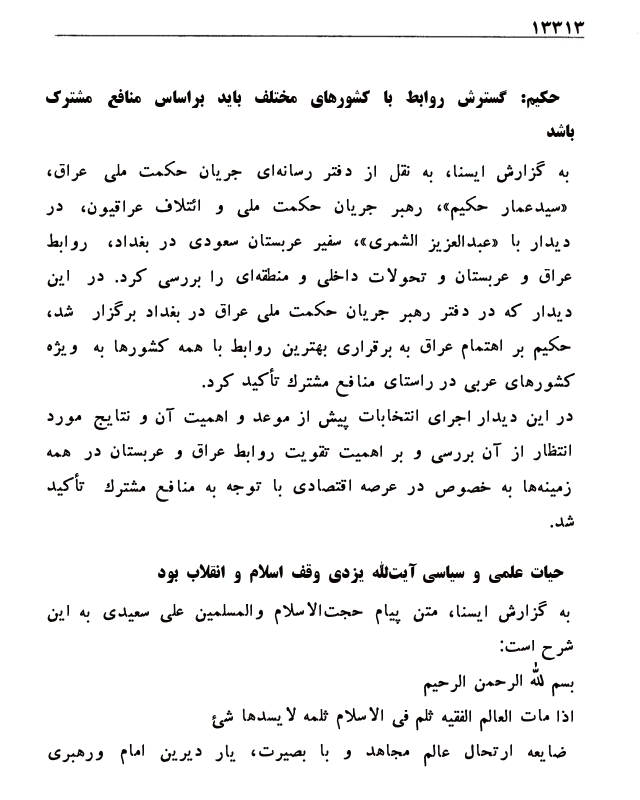 ۱۳۳۱۳
حکیم: گسترش روابط با کشورهای مختلف باید براساس منافع مشترک
باشد
به گزارش ایسنا، به نقل از دفتر رسانه‌ای جریان حکمت ملی عراق،
«سیدعمار حکیم»، رهبر جریان حکمت ملی و ائتلاف عراقیون، در
دیدار با «عبدالعزیز الشمری»، سفیر عربستان سعودی در بغداد، روابط
عراق و عربستان و تحولات داخلی و منطقه‌ای را بررسی کرد. در این
دیدار که در دفتر رهبر جریان حکمت ملی عراق در بغداد برگزار شد،
حکیم بر اهتمام عراق به برقراری بهترین روابط با همه کشورها به ویژه
کشورهای عربی در راستای منافع مشترك تأکید کرد.
در این دیدار اجرای انتخابات پیش از موعد و اهمیت آن و نتایج مورد
انتظار از آن بررسی و بر اهمیت تقویت روابط عراق و عربستان در همه
زمینه‌ها به خصوص در عرصه اقتصادی با توجه به منافع مشترك تأکید
شد.
حیات علمی و سیاسی آیت‌الله یزدی وقف اسلام و انقلاب بود
به گزارش ایسنا، متن پیام حجت‌الاسلام والمسلمین علی سعیدی به این
شرح است:
بسم الله الرحمن الرحیم
اذا مات العالم الفقیه ثلم فی الاسلام ثلمه لایسدها شئ
ضایعه ارتحال عالم مجاهد و با بصیرت، یار دیرین امام ورهبری